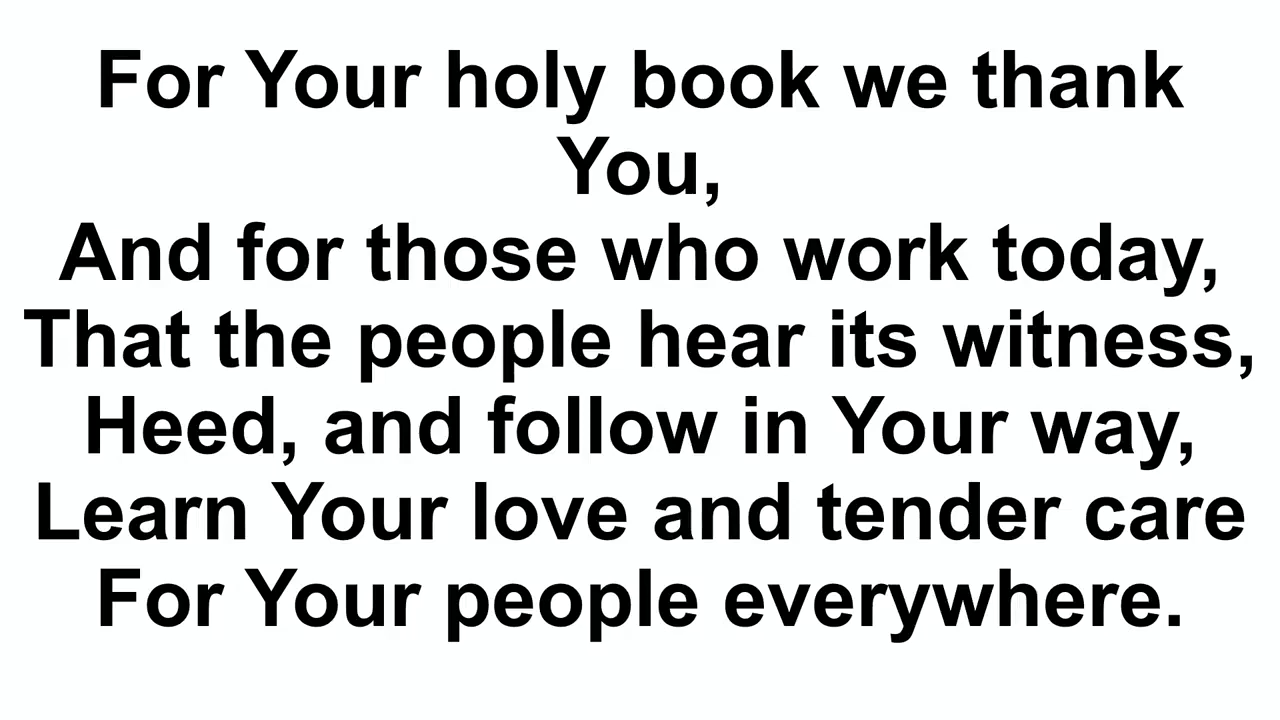 For Your holy book we thank
You,
And for those who work today,
That the people hear its witness,
Heed, and follow in Your way,
Learn Your love and tender care
For Your people everywhere.